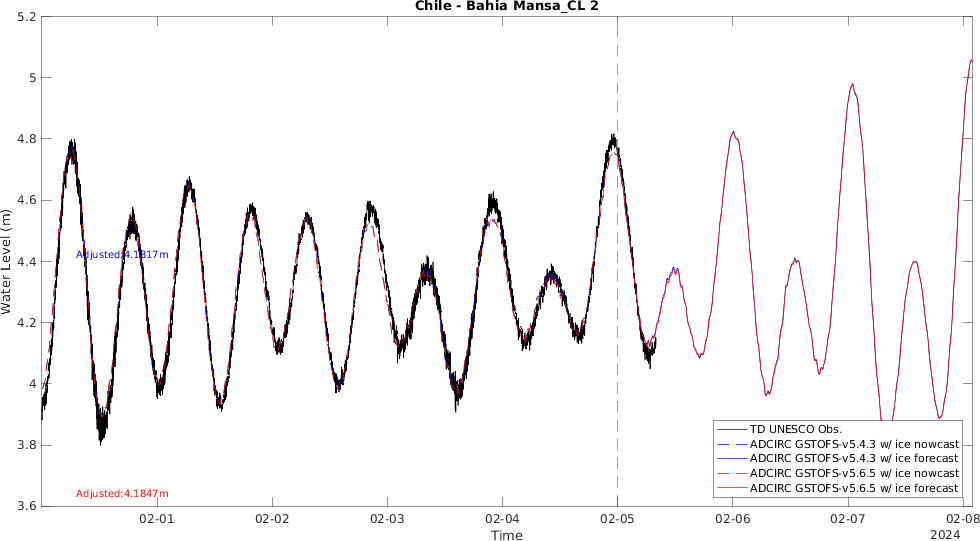 Chile - Bahia Mansa_CL 2
5.2
5
4.8
4.6
4.4
4.2
4
3.8
3.6
Water Level (m)
Adjusted:4.1817m
Adjusted:4.1847m
TD UNESCO Obs.
ADCIRC GSTOFS-v5.4.3 w/ ice nowcast
ADCIRC GSTOFS-v5.4.3 w/ ice forecast
ADCIRC GSTOFS-v5.6.5 w/ ice nowcast
ADCIRC GSTOFS-v5.6.5 w/ ice forecast
02-01 02-02 02-03 02-04 02-05 02-06 02-07 02-08
Time
2024